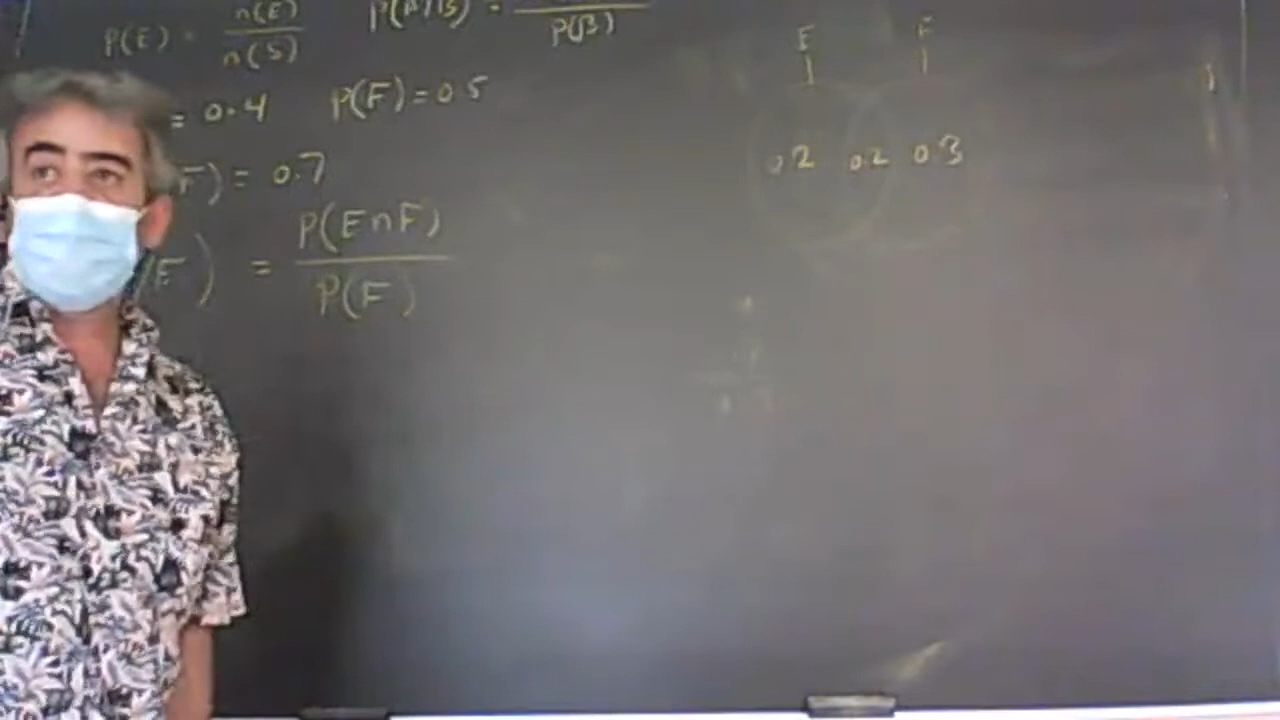 P(E) = n(E) / n(S)
P(A/B) = / P(B)
= 0.4 P(F) = 0.5
F) = 0.7
/F) = P(E∩F) / P(F)
E F
0.2 0.2 0.3